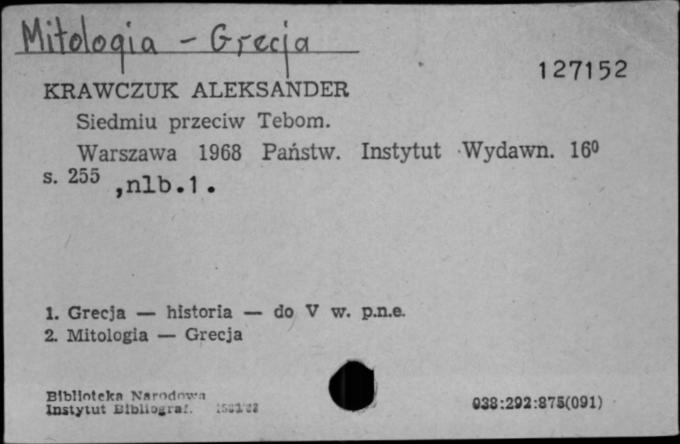 Mitologia - Grecja
127152
KRAWCZUK ALEKSANDER
Siedmiu przeciw Tebom.
Warszawa 1968 Państw. Instytut Wydawn. 16⁰
s. 255 ,nlb.1.
1. Grecja — historia — do V w. p.n.e.
2. Mitologia — Grecja
Biblioteka Narodowa
Instytut Bibliograf.
938:292:875(091)